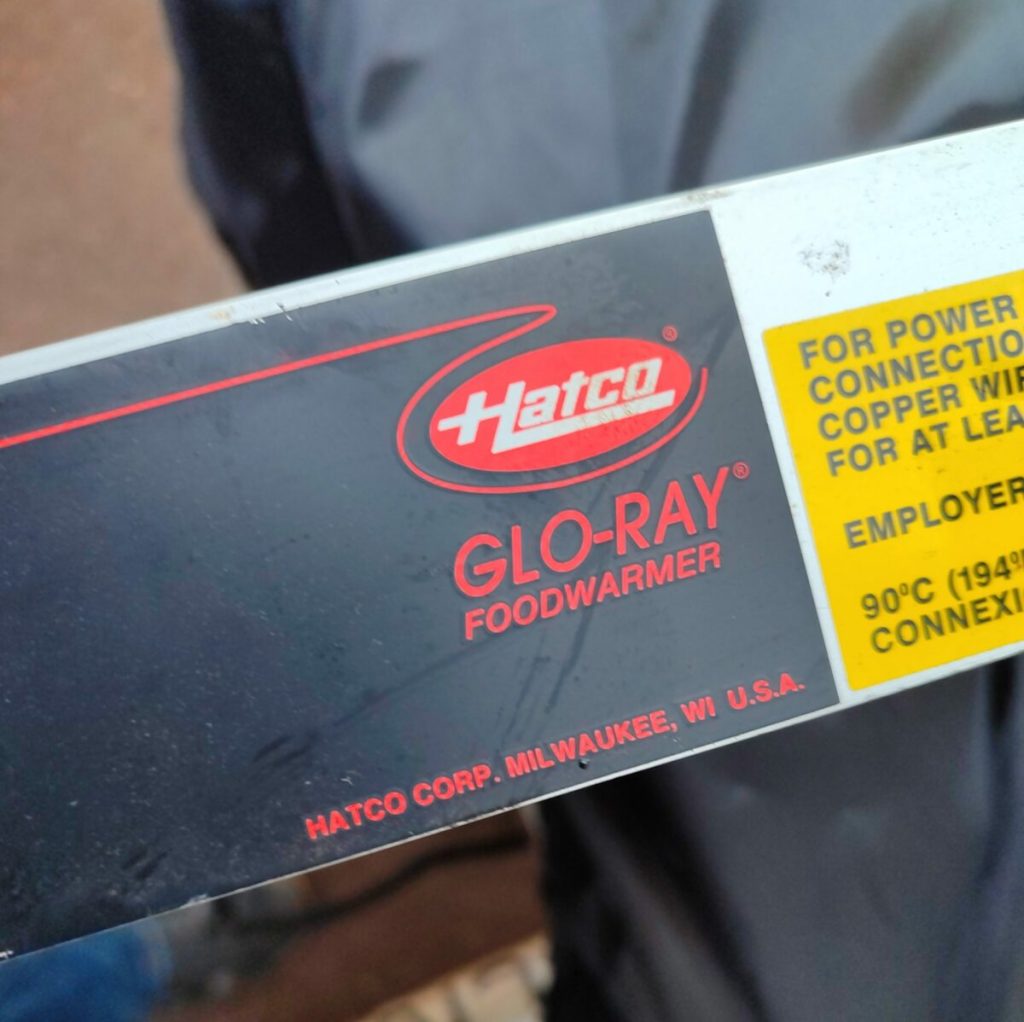 Hatco®
GLO-RAY®
FOODWARMER
HATCO CORP. MILWAUKEE, WI U.S.A.
FOR POWER
CONNECTIO
COPPER WIR
FOR AT LEA
EMPLOYER
90°C (194°
CONNEXI